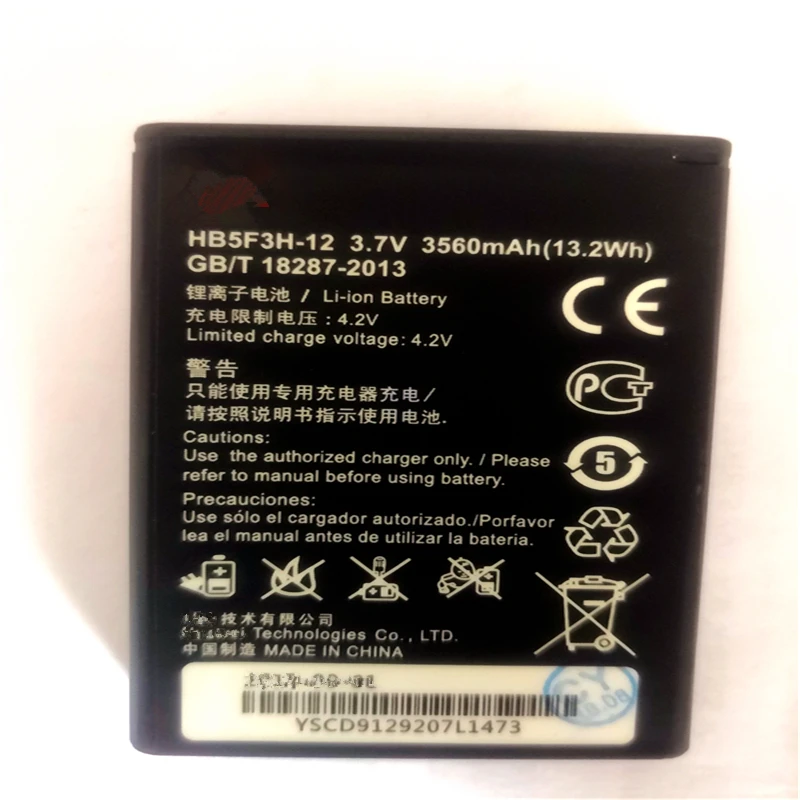 HB5F3H-12 3.7V 3560mAh(13.2Wh)
GB/T 18287-2013
锂离子电池 / Li-ion Battery
充电限制电压：4.2V
Limited charge voltage: 4.2V
CE
PCT
警告
只能使用专用充电器充电/
请按照说明书指示使用电池.
Cautions:
Use the authorized charger only. / Please
refer to manual before using battery.
5
Precauciones:
Use sólo el cargador autorizado./Porfavor
lea el manual antes de utilizar la bateria.
技术有限公司
Technologies Co., LTD.
中国制造 MADE IN CHINA
YSCD9129207L1473